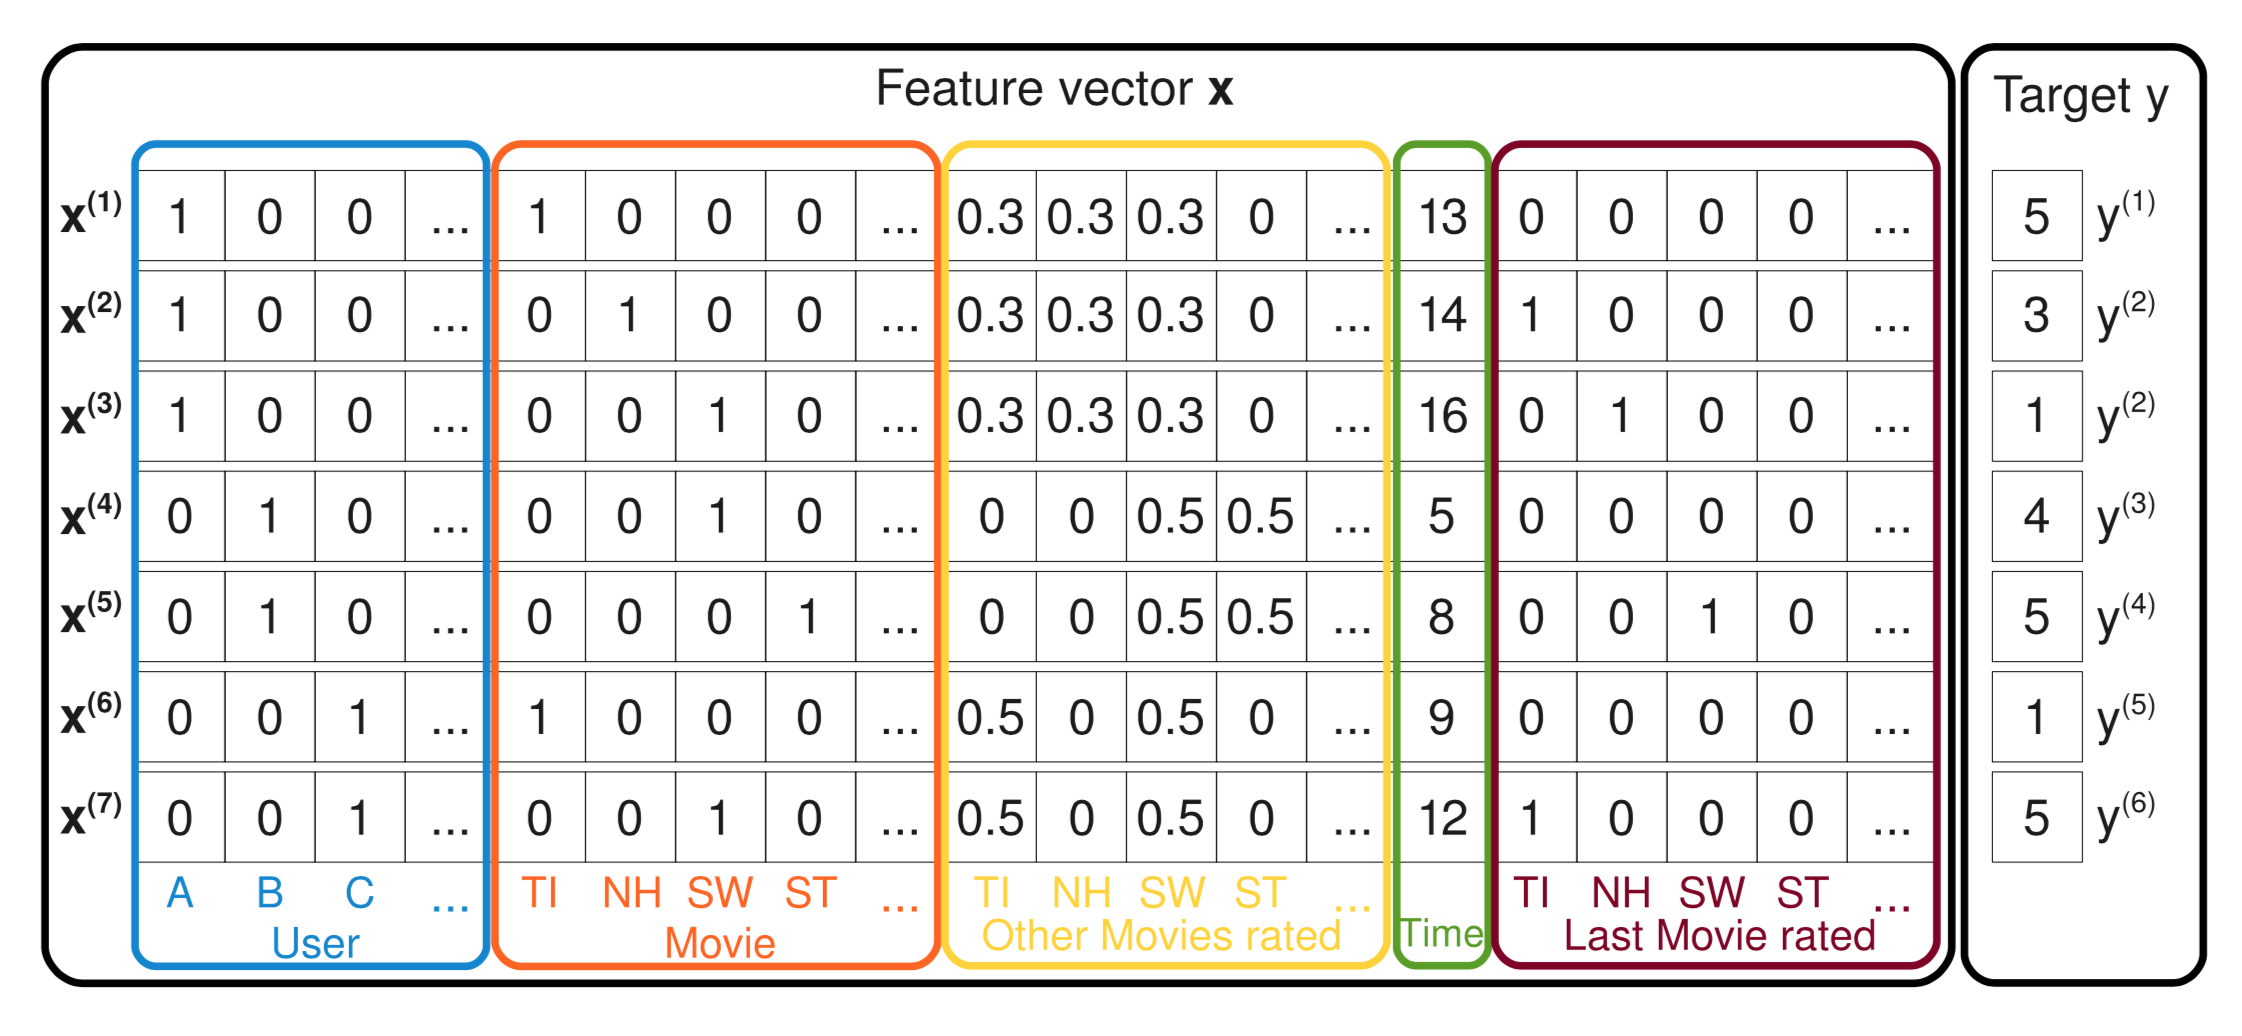 Feature vector x
Target y
x(1) 1 0 0 ... 1 0 0 0 ... 0.3 0.3 0.3 0 ... 13 0 0 0 0 ... 5 y(1)
x(2) 1 0 0 ... 0 1 0 0 ... 0.3 0.3 0.3 0 ... 14 1 0 0 0 ... 3 y(2)
x(3) 1 0 0 ... 0 0 1 0 ... 0.3 0.3 0.3 0 ... 16 0 1 0 0 ... 1 y(2)
x(4) 0 1 0 ... 0 0 1 0 ... 0 0 0.5 0.5 ... 5 0 0 0 0 ... 4 y(3)
x(5) 0 1 0 ... 0 0 0 1 ... 0 0 0.5 0.5 ... 8 0 0 1 0 ... 5 y(4)
x(6) 0 0 1 ... 1 0 0 0 ... 0.5 0 0.5 0 ... 9 0 0 0 0 ... 1 y(5)
x(7) 0 0 1 ... 0 0 1 0 ... 0.5 0 0.5 0 ... 12 1 0 0 0 ... 5 y(6)
A B C ... TI NH SW ST ... TI NH SW ST ... TI NH SW ST ...
User Movie Other Movies rated Time Last Movie rated